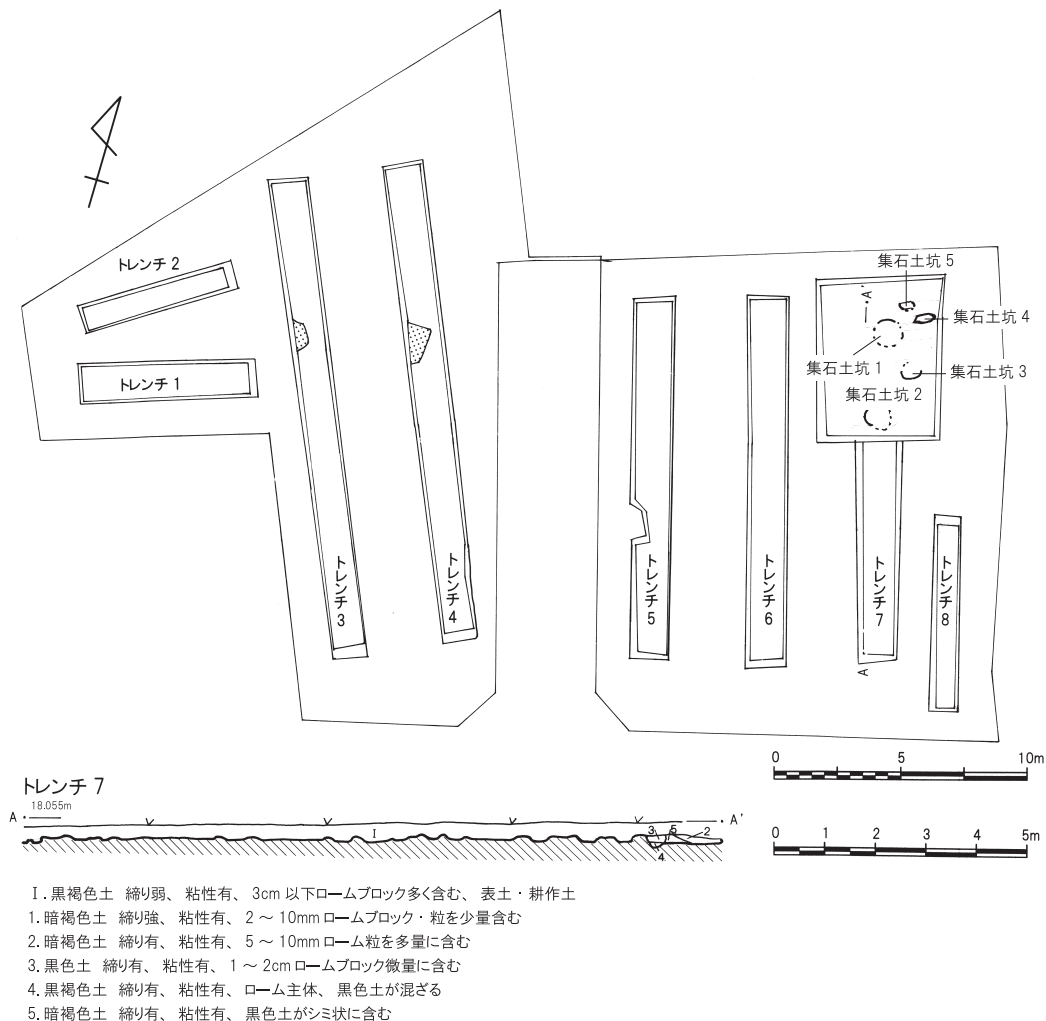 トレンチ 2
トレンチ 1
トレンチ 3
トレンチ 4
トレンチ 5
トレンチ 6
トレンチ 7
トレンチ 8
集石土坑 5
集石土坑 4
集石土坑 1
集石土坑 3
集石土坑 2
A'
A
0 5 10m
トレンチ 7
18.055m
A
A'
I
3 5 2
4
0 1 2 3 4 5m
I. 黒褐色土 締り弱、 粘性有、 3cm 以下ロームブロック多く含む、 表土・耕作土
1. 暗褐色土 締り強、 粘性有、 2 ~ 10mm ロームブロック・粒を少量含む
2. 暗褐色土 締り有、 粘性有、 5 ~ 10mm ローム粒を多量に含む
3. 黒色土 締り有、 粘性有、 1 ~ 2cm ロームブロック微量に含む
4. 黒褐色土 締り有、 粘性有、 ローム主体、 黒色土が混ざる
5. 暗褐色土 締り有、 粘性有、 黒色土がシミ状に含む